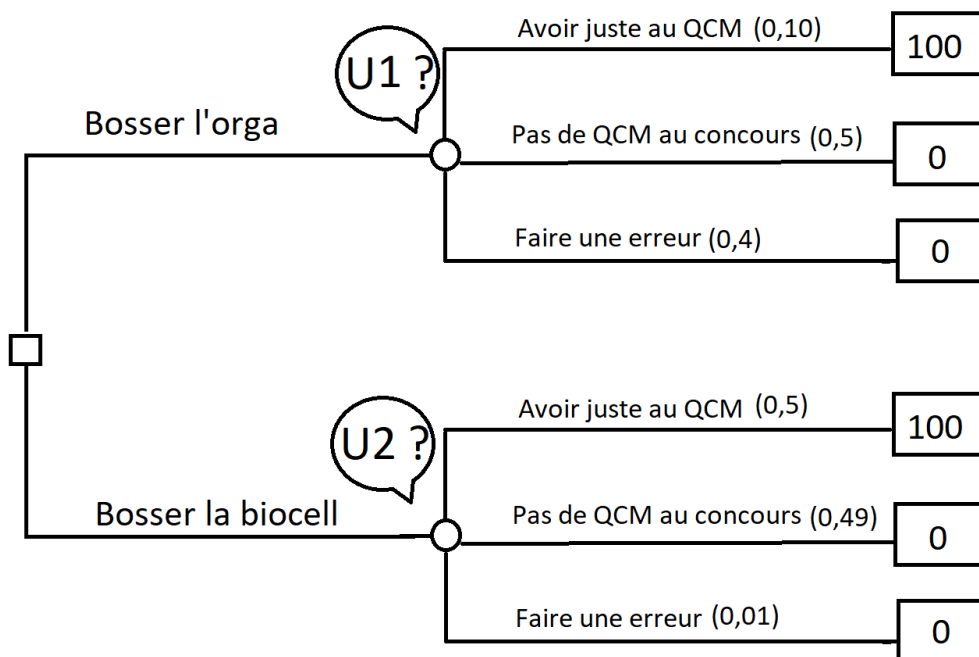 Avoir juste au QCM (0,10)
100
U1 ?
Bosser l'orga
Pas de QCM au concours (0,5)
0
Faire une erreur (0,4)
0
Avoir juste au QCM (0,5)
100
U2 ?
Bosser la biocell
Pas de QCM au concours (0,49)
0
Faire une erreur (0,01)
0